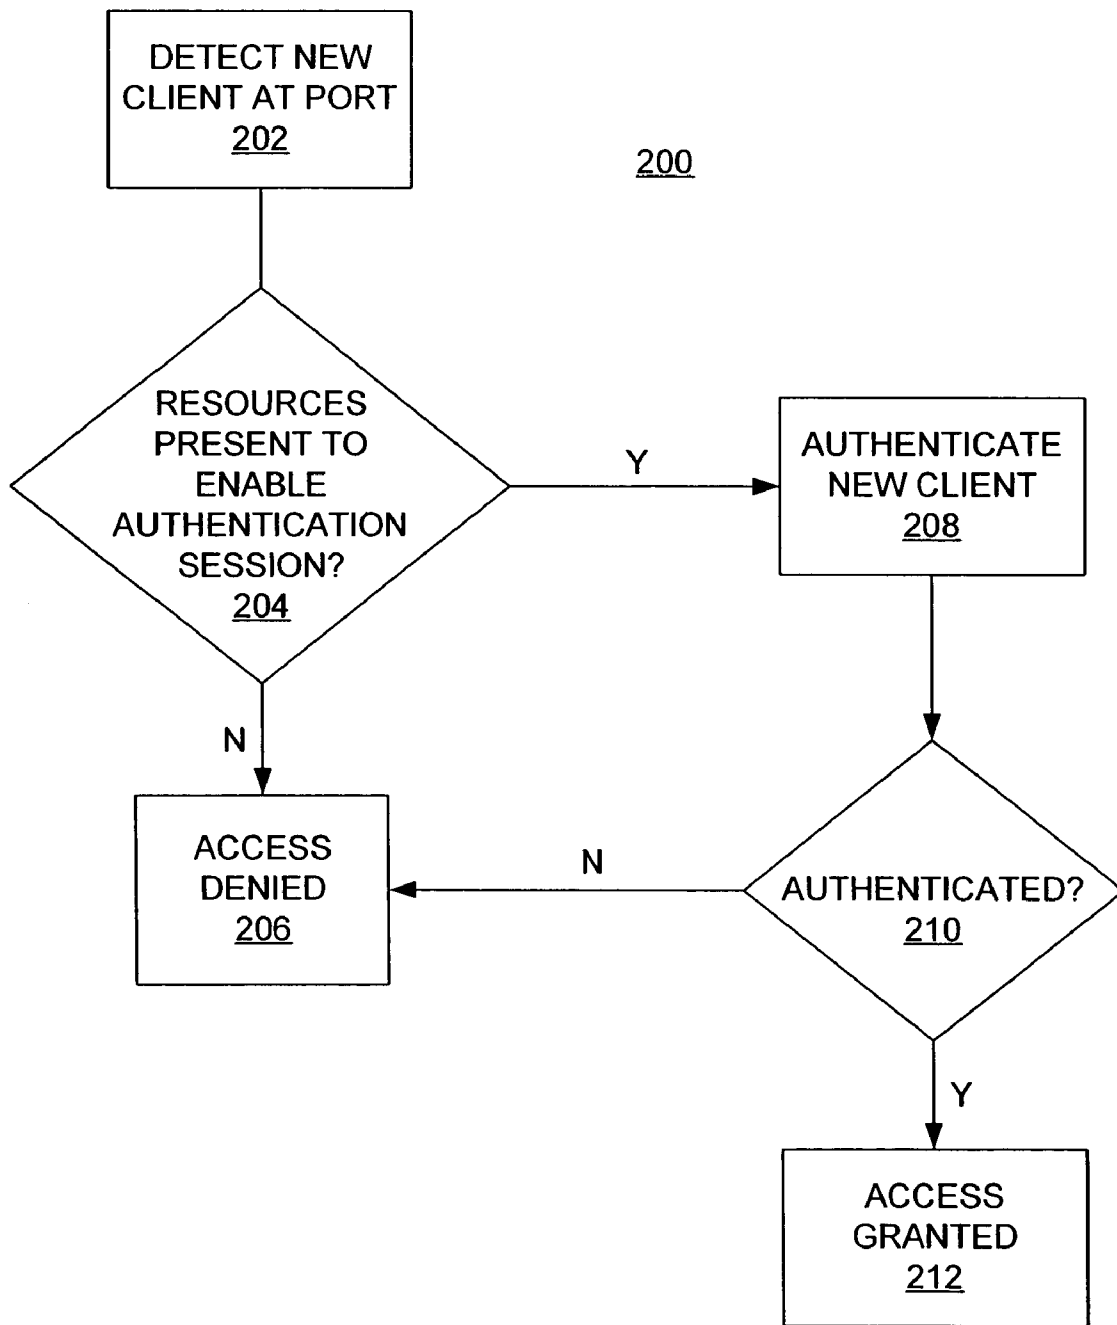 DETECT NEW
CLIENT AT PORT
202
200
RESOURCES
PRESENT TO
ENABLE
AUTHENTICATION
SESSION?
204
Y
AUTHENTICATE
NEW CLIENT
208
N
ACCESS
DENIED
206
N
AUTHENTICATED?
210
Y
ACCESS
GRANTED
212